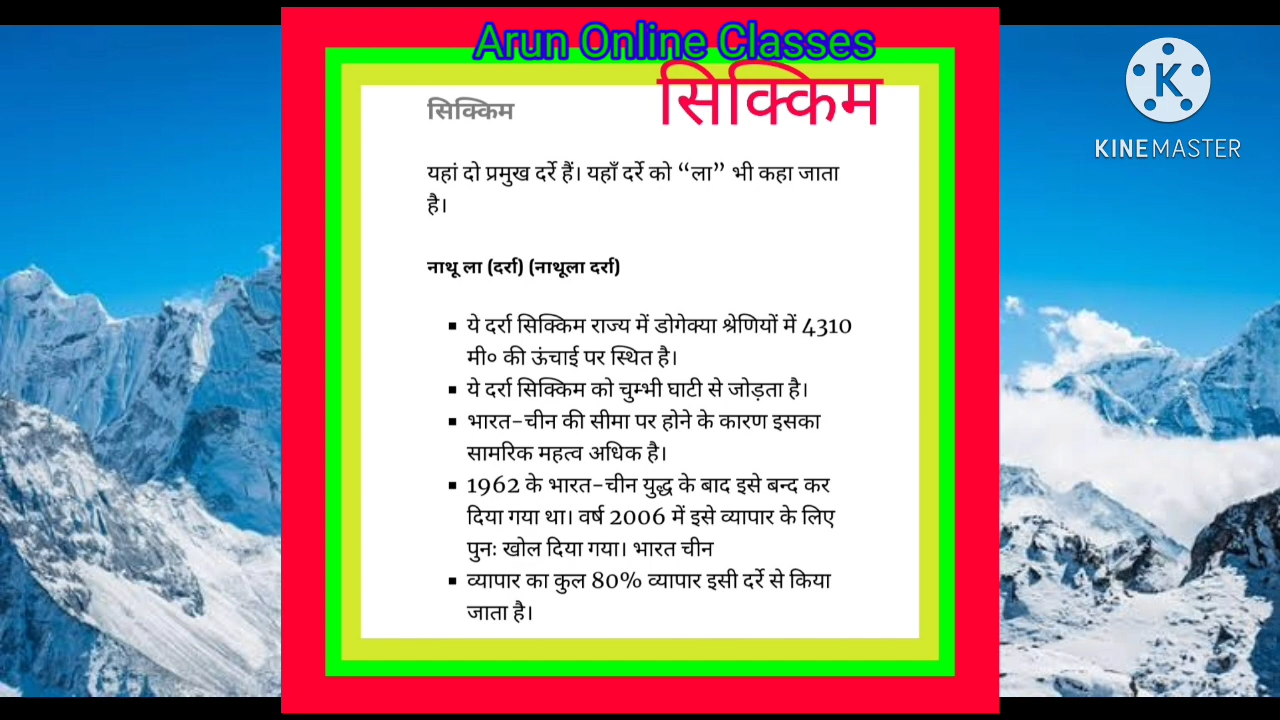 Arun Online Classes
सिक्किम
सिक्किम
KINEMASTER
यहां दो प्रमुख दर्रे हैं। यहाँ दर्रे को “ला” भी कहा जाता
है।
नाथू ला (दर्रा) (नाथूला दर्रा)
▪ ये दर्रा सिक्किम राज्य में डोगेक्या श्रेणियों में 4310
मी० की ऊंचाई पर स्थित है।
▪ ये दर्रा सिक्किम को चुम्भी घाटी से जोड़ता है।
▪ भारत-चीन की सीमा पर होने के कारण इसका
सामरिक महत्व अधिक है।
▪ 1962 के भारत-चीन युद्ध के बाद इसे बन्द कर
दिया गया था। वर्ष 2006 में इसे व्यापार के लिए
पुनः खोल दिया गया। भारत चीन
▪ व्यापार का कुल 80% व्यापार इसी दर्रे से किया
जाता है।